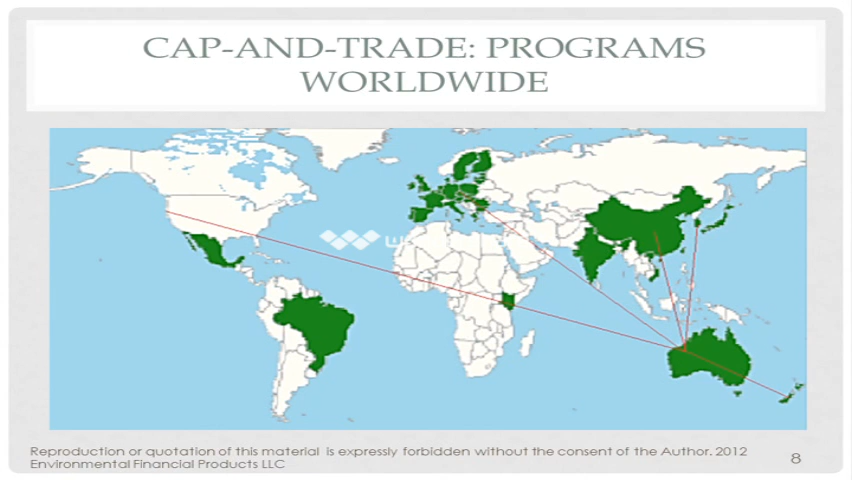 CAP-AND-TRADE: PROGRAMS
WORLDWIDE
Reproduction or quotation of this material is expressly forbidden without the consent of the Author. 2012
Environmental Financial Products LLC
8